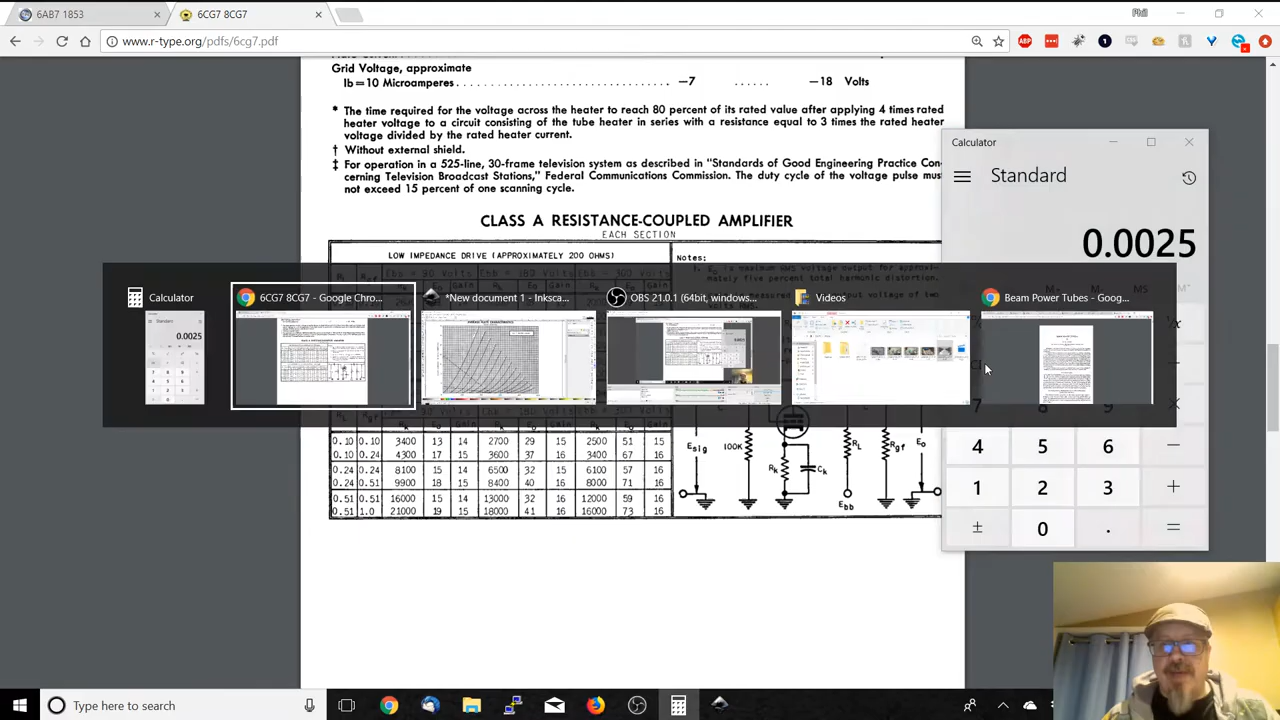 6AB7 1853
6CG7 8CG7
Phil
www.r-type.org/pdfs/6cg7.pdf
ABP
1
Grid Voltage, approximate
Ib=10 Microamperes . . . . . . . . . . . . . . . . . . . . . . . . . . . . . . . . . . . . . . . . —7 . . . . . . —18 Volts
* The time required for the voltage across the heater to reach 80 percent of its rated value after applying 4 times rated
heater voltage to a circuit consisting of the tube heater in series with a resistance equal to 3 times the rated heater
voltage divided by the rated heater current.
† Without external shield.
‡ For operation in a 525-line, 30-frame television system as described in "Standards of Good Engineering Practice Con-
cerning Television Broadcast Stations," Federal Communications Commission. The duty cycle of the voltage pulse must
not exceed 15 percent of one scanning cycle.
CLASS A RESISTANCE-COUPLED AMPLIFIER
EACH SECTION
LOW IMPEDANCE DRIVE (APPROXIMATELY 200 OHMS)
Notes:
Calculator
Standard
0.0025
Calculator
6CG7 8CG7 - Google Chro...
*New document 1 - Inksca...
OBS 21.0.1 (64bit, windows...
Videos
Beam Power Tubes - Goog...
0.10 0.10 3400 13 14 2700 29 15 2500 51 15
0.10 0.24 4300 17 15 3600 37 16 3400 67 16
0.24 0.24 8100 15 14 6500 32 15 6100 57 16
0.24 0.51 9900 18 15 8400 40 16 8000 71 16
0.51 0.51 16000 15 14 13000 32 16 12000 59 16
0.51 1.0 21000 19 15 18000 41 16 16000 73 16
Esig
100K
Rk
Ck
RL
Rgf
Eo
Ebb
7 8 9 ×
4 5 6 −
1 2 3 +
± 0 . =
Type here to search